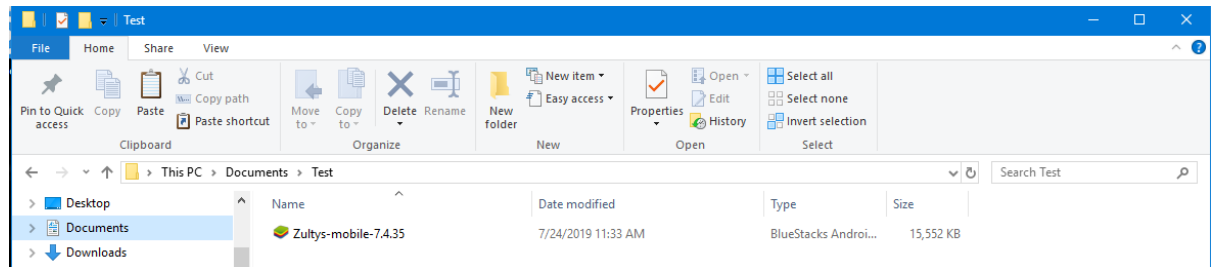 Test
File Home Share View
Pin to Quick access
Copy
Paste
Cut
Copy path
Paste shortcut
Clipboard
Move to
Copy to
Delete
Rename
Organize
New folder
New item
Easy access
New
Properties
Open
Edit
History
Open
Select all
Select none
Invert selection
Select
This PC > Documents > Test
Search Test
Desktop
Documents
Downloads
Name Date modified Type Size
Zultys-mobile-7.4.35 7/24/2019 11:33 AM BlueStacks Androi... 15,552 KB